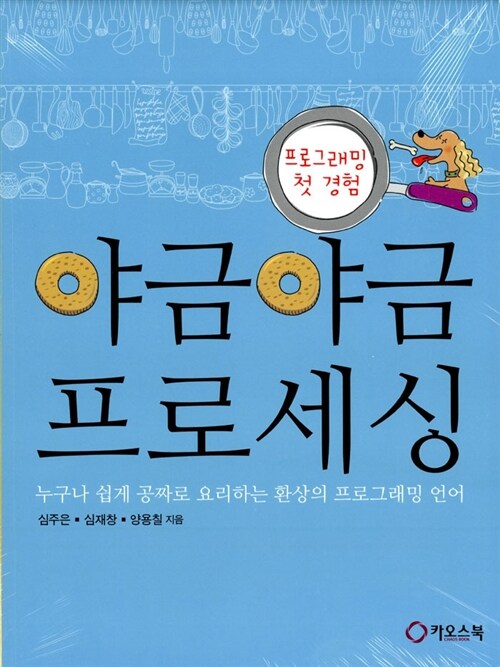 프로그래밍
첫 경험
야금야금
프로세싱
누구나 쉽게 공짜로 요리하는 환상의 프로그래밍 언어
심주은 ▪ 심재창 ▪ 양용칠 지음
카오스북
CHAOS BOOK